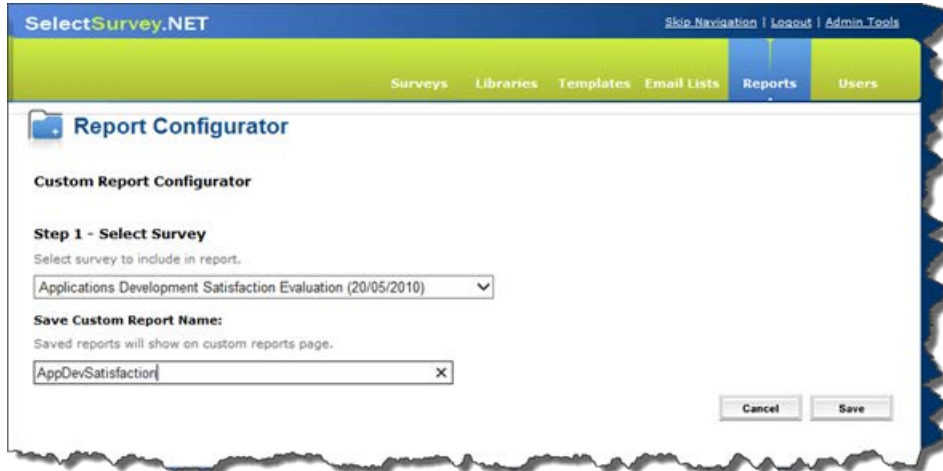 SelectSurvey.NET
Skip Navigation | Logout | Admin Tools
Surveys Libraries Templates Email Lists Reports Users
Report Configurator
Custom Report Configurator
Step 1 - Select Survey
Select survey to include in report.
Applications Development Satisfaction Evaluation (20/05/2010)
Save Custom Report Name:
Saved reports will show on custom reports page.
AppDevSatisfaction
Cancel Save